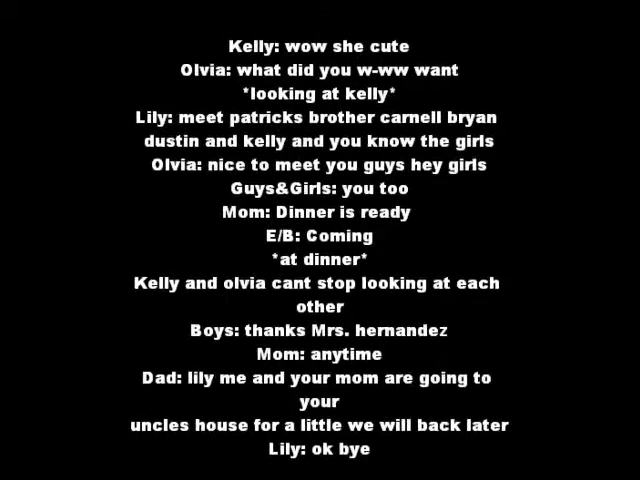 Kelly: wow she cute
Olvia: what did you w-ww want
*looking at kelly*
Lily: meet patricks brother carnell bryan
dustin and kelly and you know the girls
Olvia: nice to meet you guys hey girls
Guys&Girls: you too
Mom: Dinner is ready
E/B: Coming
*at dinner*
Kelly and olvia cant stop looking at each
other
Boys: thanks Mrs. hernandez
Mom: anytime
Dad: lily me and your mom are going to
your
uncles house for a little we will back later
Lily: ok bye